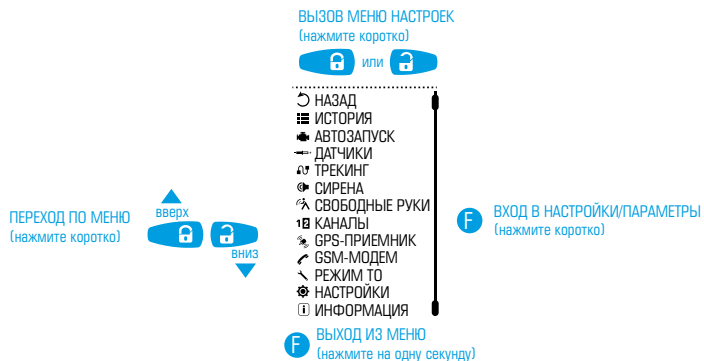 ВЫЗОВ МЕНЮ НАСТРОЕК
(нажмите коротко)
или
НАЗАД
ИСТОРИЯ
АВТОЗАПУСК
ДАТЧИКИ
ТРЕКИНГ
СИРЕНА
СВОБОДНЫЕ РУКИ
12 КАНАЛЫ
GPS-ПРИЕМНИК
GSM-МОДЕМ
РЕЖИМ ТО
НАСТРОЙКИ
i ИНФОРМАЦИЯ
ПЕРЕХОД ПО МЕНЮ
(нажмите коротко)
вверх
вниз
F ВХОД В НАСТРОЙКИ/ПАРАМЕТРЫ
(нажмите коротко)
F ВЫХОД ИЗ МЕНЮ
(нажмите на одну секунду)